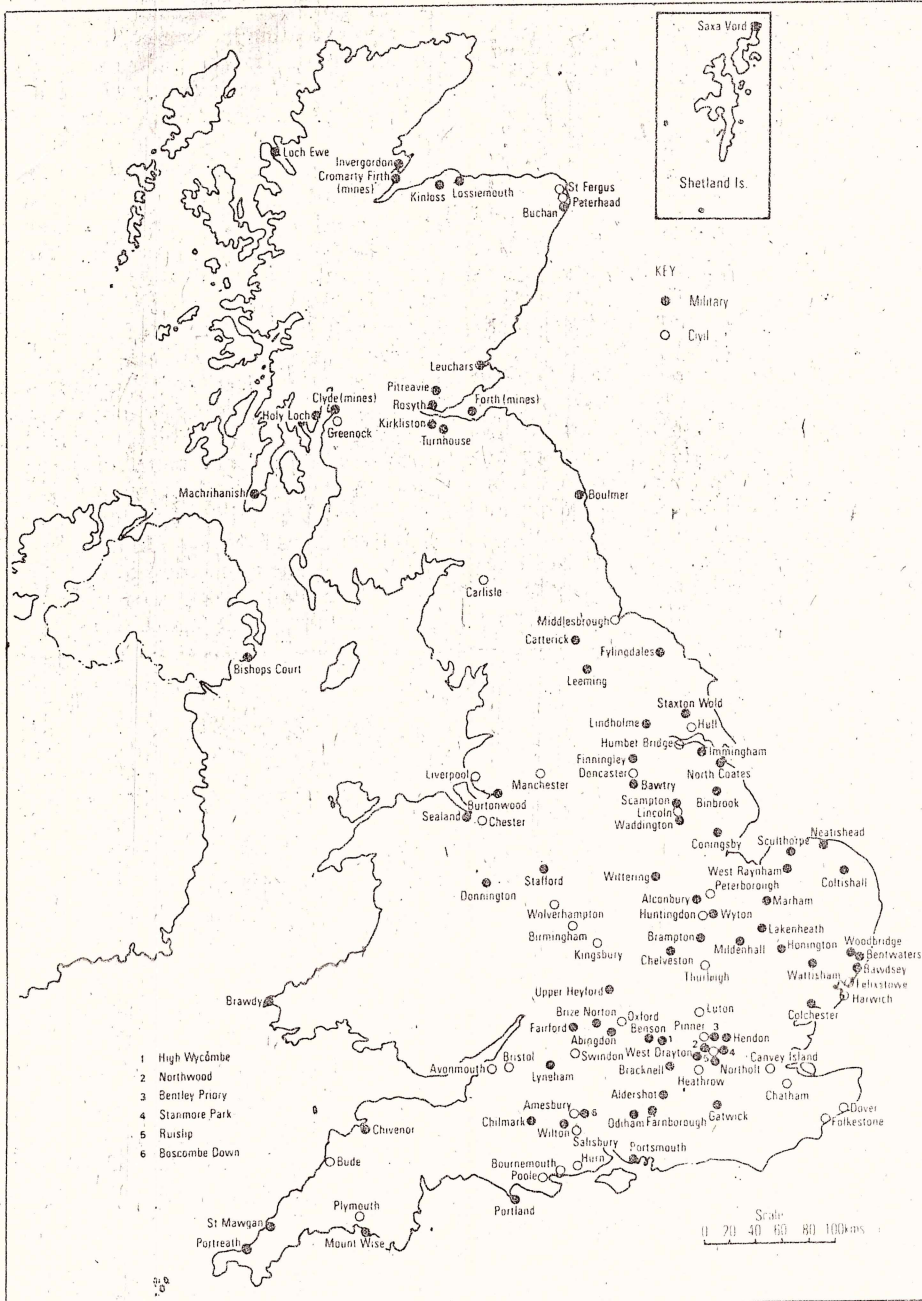 Saxa Vord
Shetland Is.
Loch Ewe
Invergordon
Cromarty Firth
(mines)
Kinloss
Lossiemouth
St Fergus
Peterhead
Buchan
KEY
Military
Civil
Leuchars
Pitreavie
Clyde (mines)
Rosyth
Forth (mines)
Holy Loch
Greenock
Kirkliston
Turnhouse
Machrihanish
Boulmer
Carlisle
Middlesbrough
Catterick
Fylingdales
Bishops Court
Leeming
Staxton Wold
Lindholme
Hull
Humber Bridge
Immingham
Finningley
Doncaster
North Coates
Liverpool
Manchester
Bawtry
Burtonwood
Scampton
Binbrook
Sealand
Chester
Lincoln
Waddington
Coningsby
Sculthorpe
Neatishead
Stafford
Wittering
West Raynham
Peterborough
Coltishall
Donnington
Alconbury
Marham
Wolverhampton
Huntingdon
Wyton
Birmingham
Brampton
Lakenheath
Kingsbury
Mildenhall
Honington
Woodbridge
Chelveston
Bentwaters
Thurleigh
Wattisham
Bawdsey
Felixstowe
Upper Heyford
Harwich
Brawdy
Colchester
Brize Norton
Oxford
Luton
Fairford
Benson
Pinner
3
Hendon
Abingdon
1
2
4
1 High Wycombe
Bristol
Swindon
West Drayton
5
Canvey Island
2 Northwood
Avonmouth
Lyneham
Bracknell
Northolt
3 Bentley Priory
Heathrow
Chatham
4 Stanmore Park
Amesbury
6
Aldershot
5 Ruislip
Chilmark
Odiham
Farnborough
Gatwick
Dover
6 Boscombe Down
Chivenor
Wilton
Folkestone
Salisbury
Portsmouth
Bude
Bournemouth
Hurn
Poole
Plymouth
Portland
St Mawgan
Scale
Portreath
Mount Wise
0 20 40 60 80 100kms